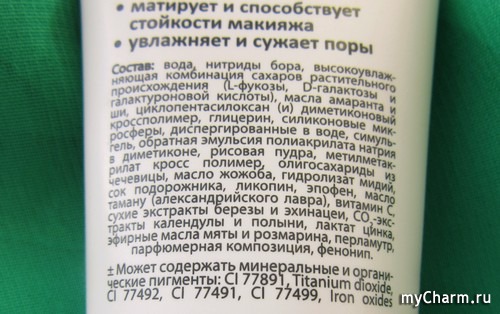 • матирует и способствует
стойкости макияжа
• увлажняет и сужает поры
Состав: вода, нитриды бора, высокоувлаж-
няющая комбинация сахаров растительного
происхождения (L-фукозы, D-галактозы и
галактуроновой кислоты), масла амаранта и
ши, циклопентасилоксан (и) диметиконовый
кроссполимер, глицерин, силиконовые мик-
росферы, диспергированные в воде, симуль-
гель, обратная эмульсия полиакрилата натрия
в диметиконе, рисовая пудра, метилметак-
рилат кросс полимер, олигосахариды из
чечевицы, масло жожоба, гидролизат мидий,
сок подорожника, ликопин, эпофен, масло
таману (александрийского лавра), витамин С,
сухие экстракты березы и эхинацеи, CO₂-экс-
тракты календулы и полыни, лактат цинка,
эфирные масла мяты и розмарина, перламутр,
парфюмерная композиция, фенонип.
± Может содержать минеральные и органи-
ческие пигменты: CI 77891, Titanium dioxide,
CI 77492, CI 77491, CI 77499, Iron oxides
myCharm.ru